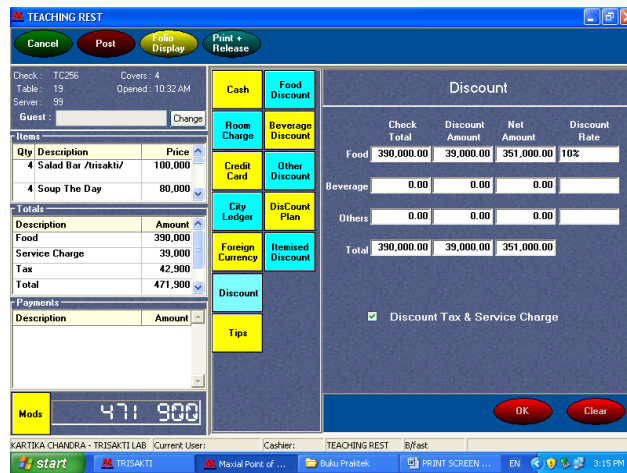 TEACHING REST
Cancel
Post
Folio Display
Print + Release
Check : TC256 Covers : 4
Table : 19 Opened : 10:32 AM
Server : 99
Guest : Change
Items
Qty Description Price
4 Salad Bar /trisakti/ 100,000
4 Soup The Day 80,000
Totals
Description Amount
Food 390,000
Service Charge 39,000
Tax 42,900
Total 471,900
Payments
Description Amount
Mods 471 900
Cash
Food Discount
Room Charge
Beverage Discount
Credit Card
Other Discount
City Ledger
DisCount Plan
Foreign Currency
Itemised Discount
Discount
Tips
Discount
Check Total Discount Amount Net Amount Discount Rate
Food 390,000.00 39,000.00 351,000.00 10%
Beverage 0.00 0.00 0.00
Others 0.00 0.00 0.00
Total 390,000.00 39,000.00 351,000.00
Discount Tax & Service Charge
OK
Clear
KARTIKA CHANDRA - TRISAKTI LAB Current User: Cashier: TEACHING REST B/fast
start TRISAKTI Maxial Point of ... Buku Praktek PRINT SCREEN ... EN 3:15 PM